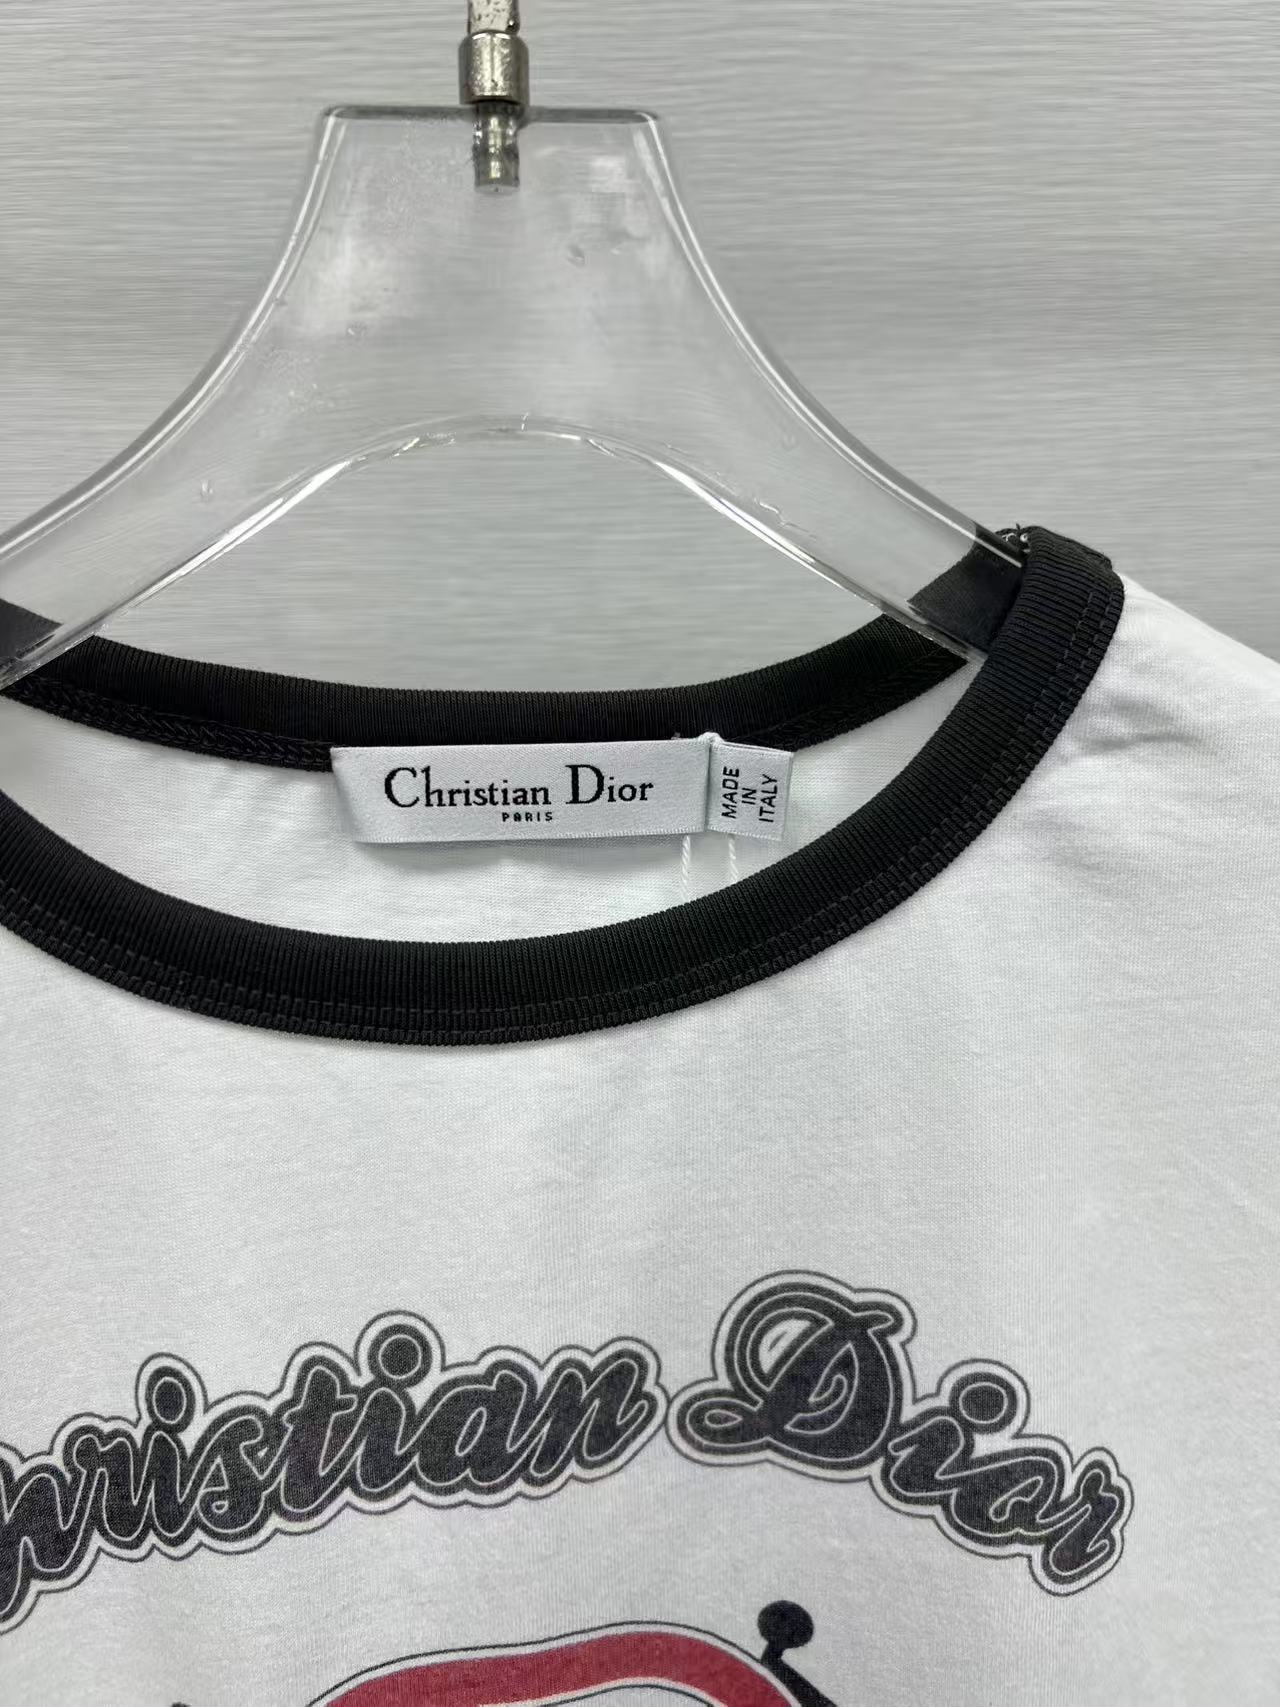 Christian Dior
PARIS
MADE
IN
ITALY
hristian Dior